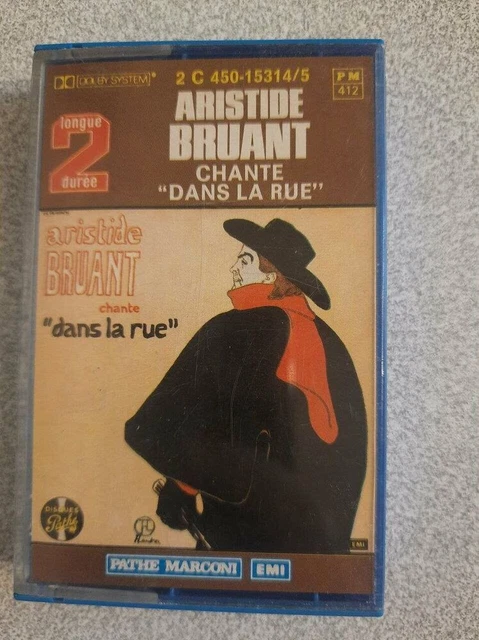 DOLBY SYSTEM
2 C 450-15314/5
PM
412
longue
2
durée
ARISTIDE
BRUANT
CHANTE
"DANS LA RUE"
aristide
BRUANT
chante
"dans la rue"
DISQUES
Pathé
EMI
PATHE MARCONI
EMI